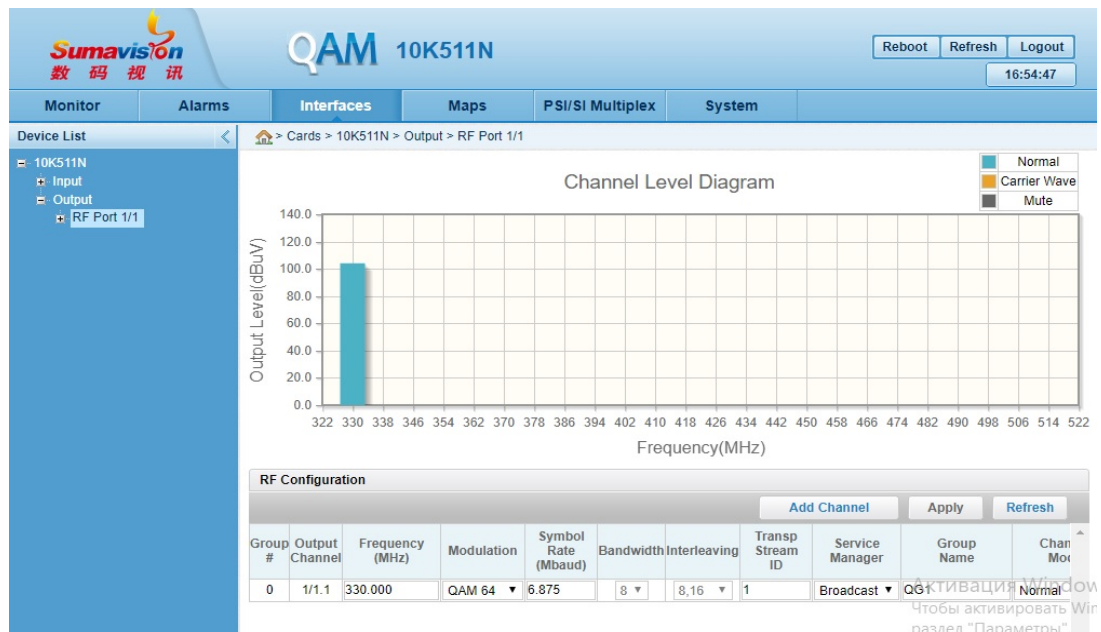 Sumavision
数 码 视 讯
QAM 10K511N
Reboot Refresh Logout
16:54:47
Monitor Alarms Interfaces Maps PSI/SI Multiplex System
Device List
> Cards > 10K511N > Output > RF Port 1/1
10K511N
Input
Output
RF Port 1/1
Normal
Carrier Wave
Mute
Channel Level Diagram
Output Level(dBuV)
140.0
120.0
100.0
80.0
60.0
40.0
20.0
0.0
322 330 338 346 354 362 370 378 386 394 402 410 418 426 434 442 450 458 466 474 482 490 498 506 514 522
Frequency(MHz)
RF Configuration
Add Channel Apply Refresh
Group # Output Channel Frequency (MHz) Modulation Symbol Rate (Mbaud) Bandwidth Interleaving Transp Stream ID Service Manager Group Name Chan Mod
0 1/1.1 330.000 QAM 64 6.875 8 8,16 1 Broadcast QG1 Normal
Активация Window
Чтобы активировать Win
раздел "Параметры"